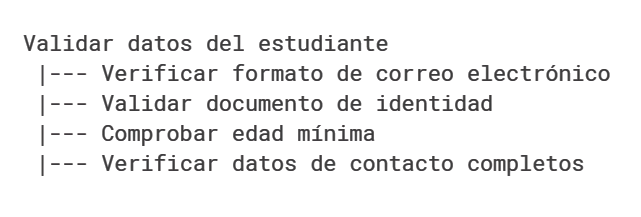 Validar datos del estudiante
|--- Verificar formato de correo electrónico
|--- Validar documento de identidad
|--- Comprobar edad mínima
|--- Verificar datos de contacto completos